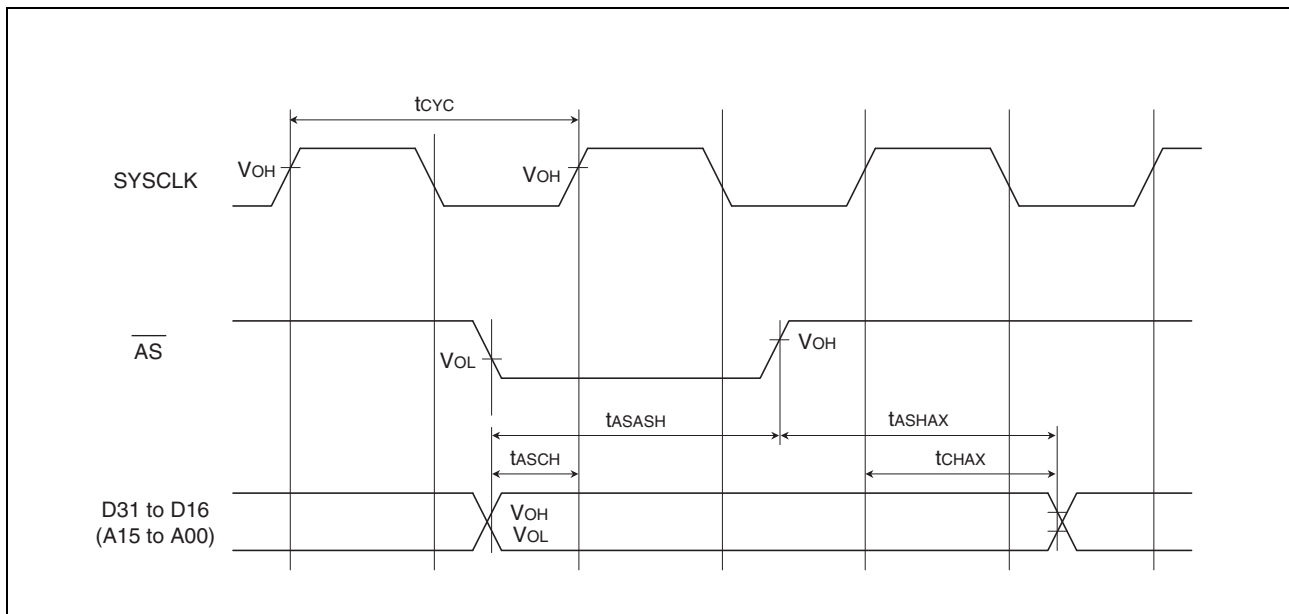 tCYC
VOH
VOH
SYSCLK
AS
VOL
VOH
tASASH
tASHAX
tASCH
tCHAX
D31 to D16
(A15 to A00)
VOH
VOL